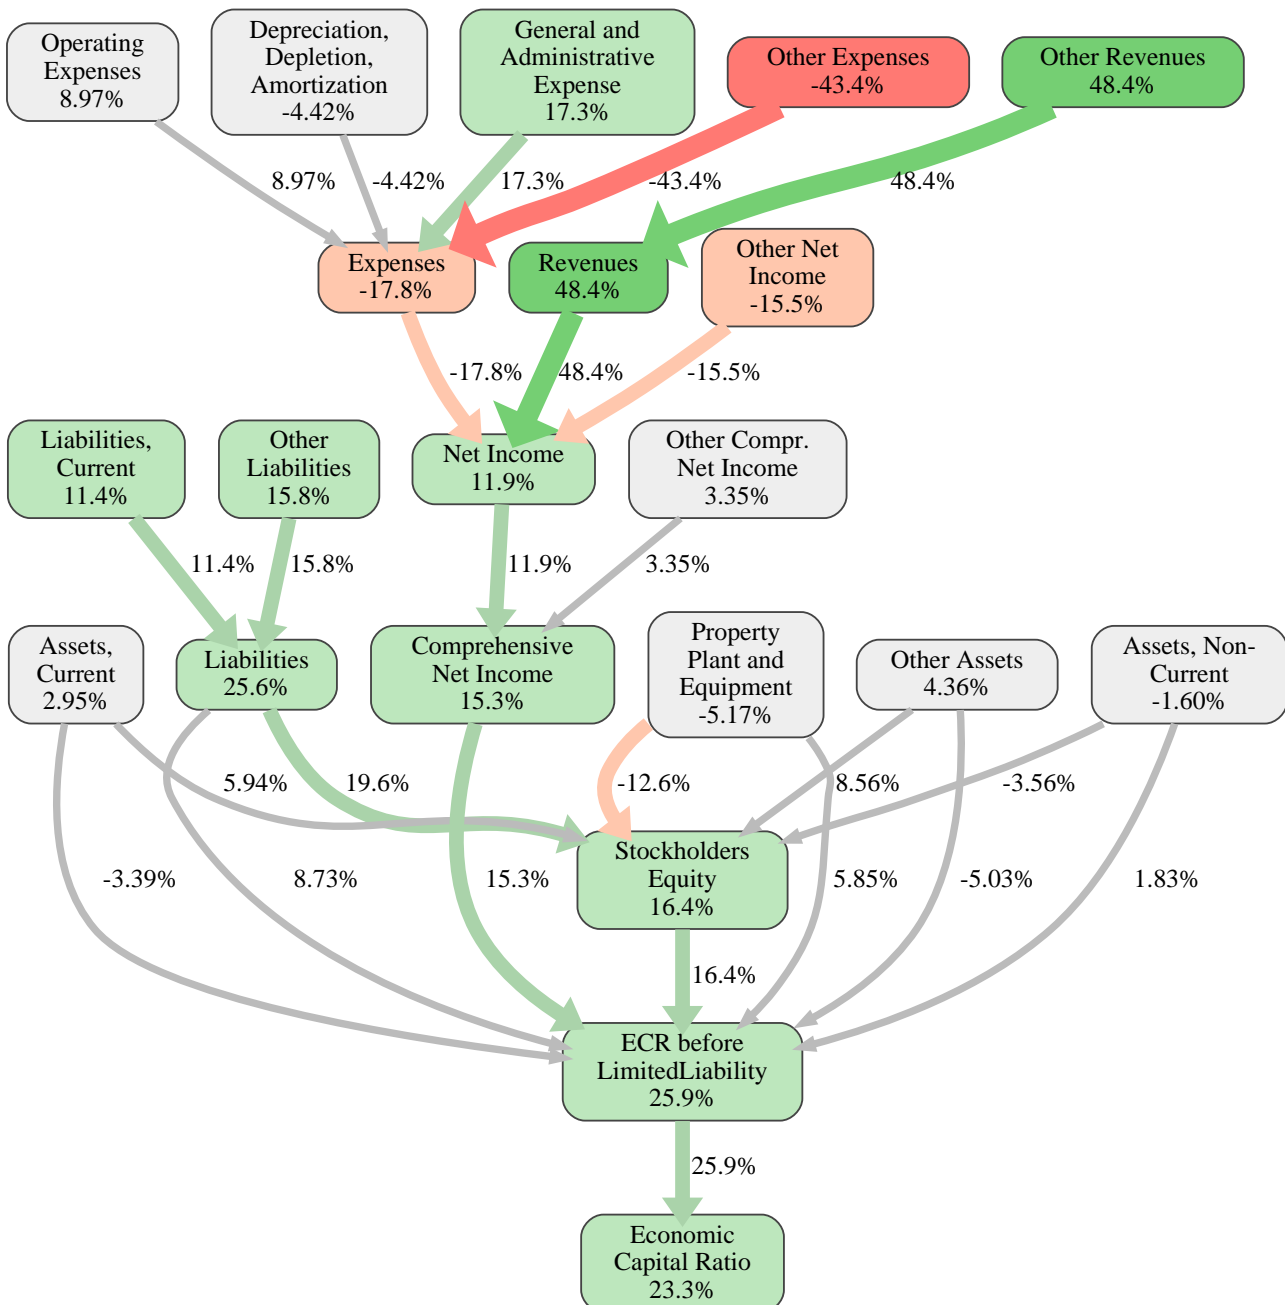 Operating
Expenses
8.97%
Depreciation,
Depletion,
Amortization
-4.42%
General and
Administrative
Expense
17.3%
Other Expenses
-43.4%
Other Revenues
48.4%
8.97%
-4.42%
17.3%
-43.4%
48.4%
Expenses
-17.8%
Revenues
48.4%
Other Net
Income
-15.5%
-17.8%
48.4%
-15.5%
Liabilities,
Current
11.4%
Other
Liabilities
15.8%
Net Income
11.9%
Other Compr.
Net Income
3.35%
11.4%
15.8%
11.9%
3.35%
Assets,
Current
2.95%
Liabilities
25.6%
Comprehensive
Net Income
15.3%
Property
Plant and
Equipment
-5.17%
Other Assets
4.36%
Assets, Non-
Current
-1.60%
5.94%
19.6%
-12.6%
8.56%
-3.56%
Stockholders
Equity
16.4%
-3.39%
8.73%
15.3%
5.85%
-5.03%
1.83%
16.4%
ECR before
LimitedLiability
25.9%
25.9%
Economic
Capital Ratio
23.3%